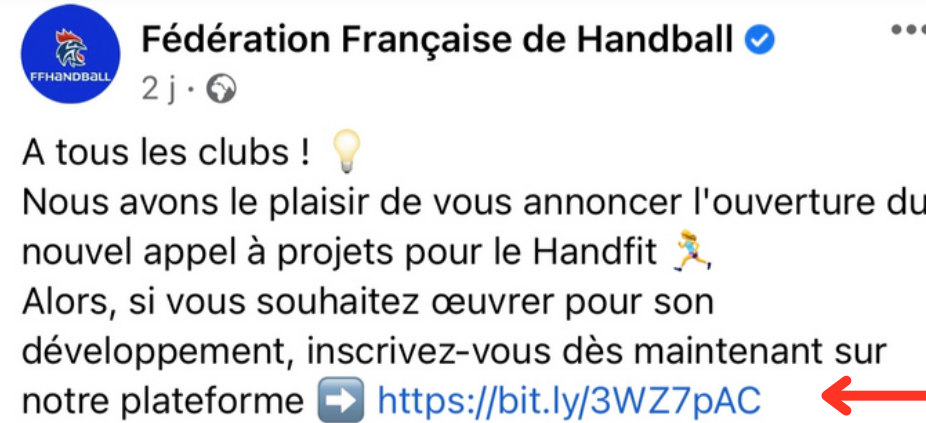 FFHANDBALL
Fédération Française de Handball
2 j ·
A tous les clubs ! 💡
Nous avons le plaisir de vous annoncer l'ouverture du
nouvel appel à projets pour le Handfit 🏃‍♀️
Alors, si vous souhaitez œuvrer pour son
développement, inscrivez-vous dès maintenant sur
notre plateforme ➡️ https://bit.ly/3WZ7pAC